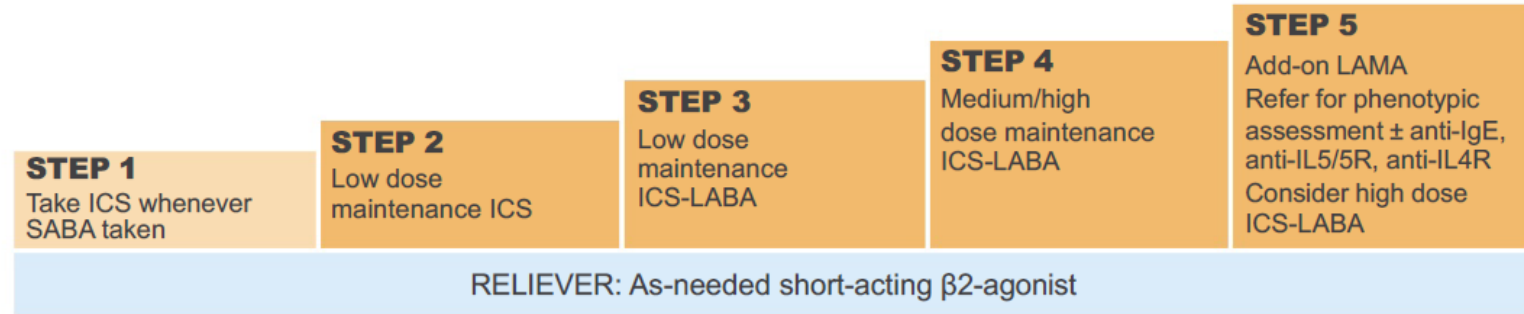 STEP 1
Take ICS whenever
SABA taken
STEP 2
Low dose
maintenance ICS
STEP 3
Low dose
maintenance
ICS-LABA
STEP 4
Medium/high
dose maintenance
ICS-LABA
STEP 5
Add-on LAMA
Refer for phenotypic
assessment ± anti-IgE,
anti-IL5/5R, anti-IL4R
Consider high dose
ICS-LABA
RELIEVER: As-needed short-acting β2-agonist